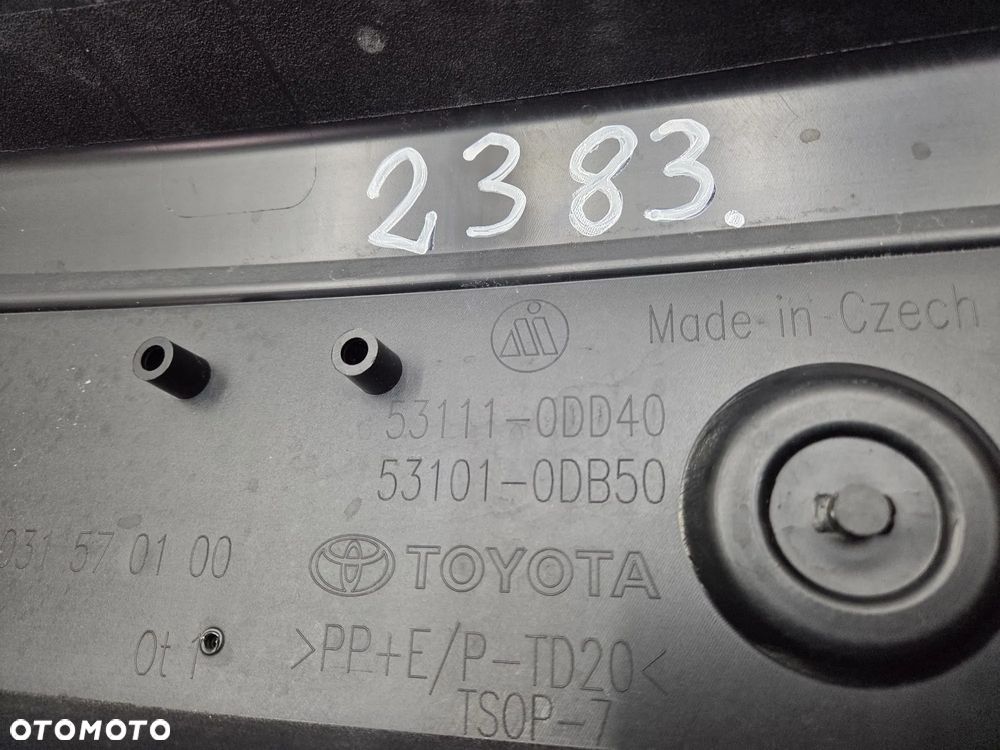 2383.
Made in Czech
53111-0DD40
53101-0DB50
031 57 01 00
TOYOTA
Ot 1
>PP+E/P-TD20<
TSOP-7
OTOMOTO